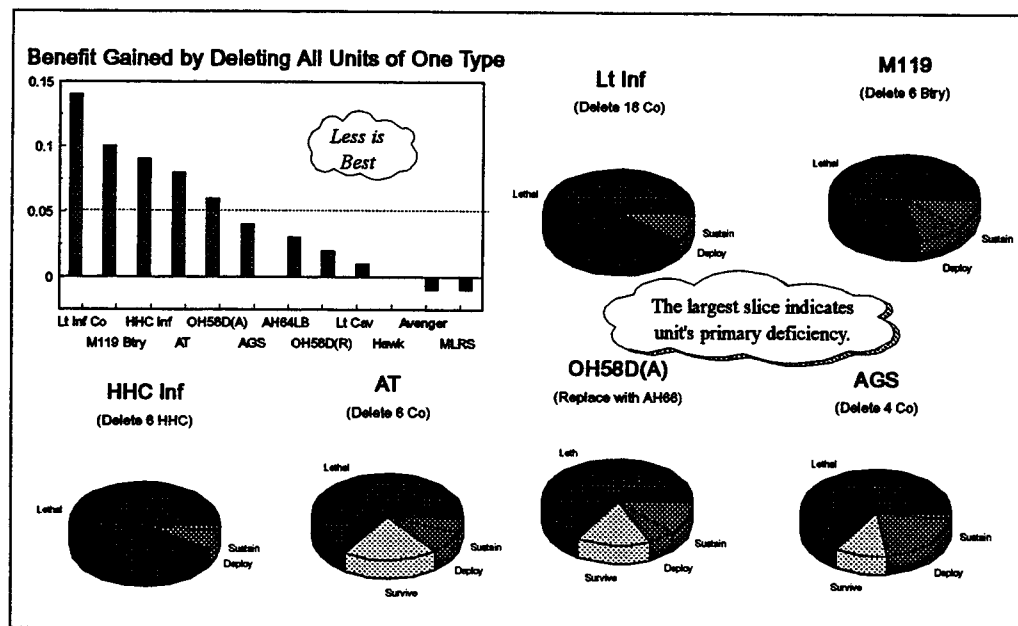 Benefit Gained by Deleting All Units of One Type
0.15
0.1
0.05
0
Less is
Best
Lt Inf Co
HHC Inf
OH58D(A)
AH64LB
Lt Cav
Avenger
M119 Btry
AT
AGS
OH58D(R)
Hawk
MLRS
Lt Inf
(Delete 18 Co)
Lethal
Sustain
Deploy
M119
(Delete 6 Btry)
Lethal
Sustain
Deploy
The largest slice indicates
unit's primary deficiency.
HHC Inf
(Delete 6 HHC)
Lethal
Sustain
Deploy
AT
(Delete 6 Co)
Lethal
Sustain
Deploy
Survive
OH58D(A)
(Replace with AH66)
Leth
Sustain
Deploy
Survive
AGS
(Delete 4 Co)
Lethal
Sustain
Deploy
Survive